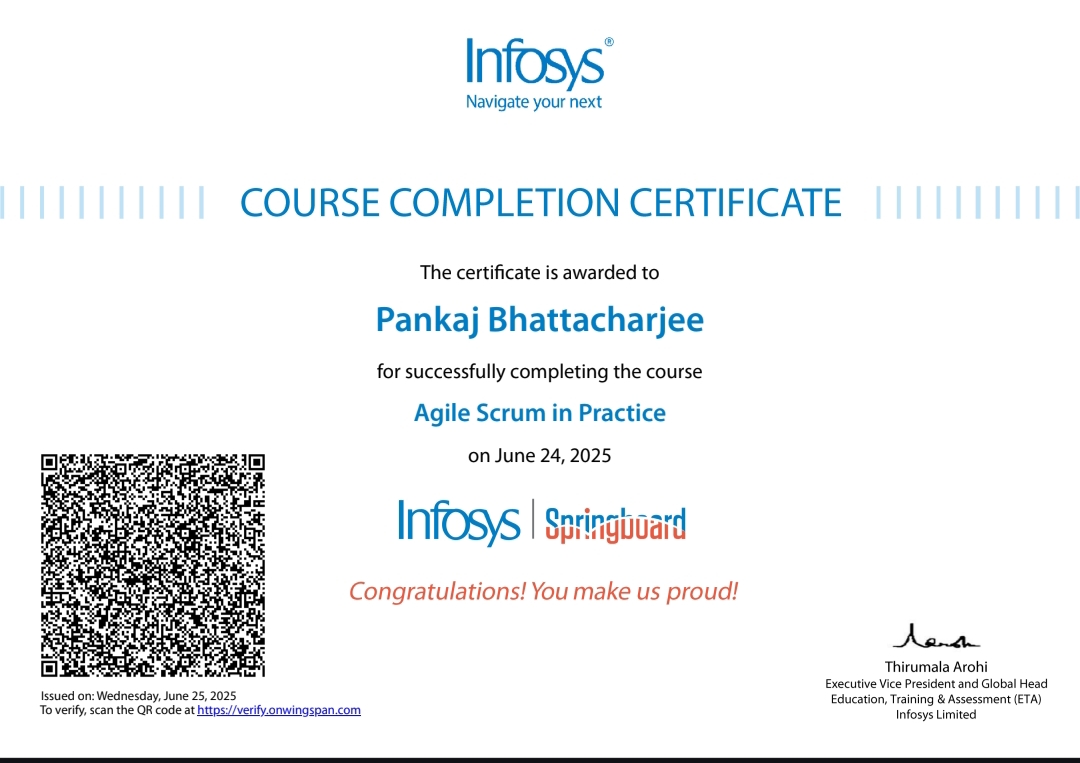 Infosys®
Navigate your next
COURSE COMPLETION CERTIFICATE
The certificate is awarded to
Pankaj Bhattacharjee
for successfully completing the course
Agile Scrum in Practice
on June 24, 2025
Infosys | Springboard
Congratulations! You make us proud!
Issued on: Wednesday, June 25, 2025
To verify, scan the QR code at https://verify.onwingspan.com
Thirumala Arohi
Executive Vice President and Global Head
Education, Training & Assessment (ETA)
Infosys Limited